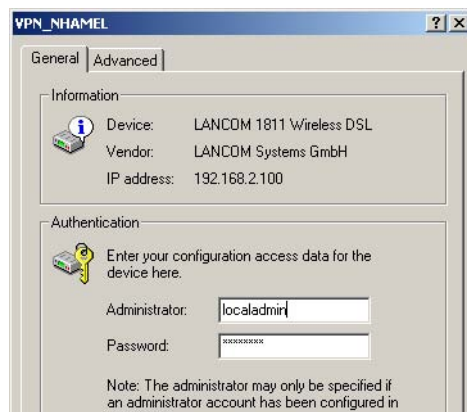 VPN_NHAMEL
General Advanced
Information
Device: LANCOM 1811 Wireless DSL
Vendor: LANCOM Systems GmbH
IP address: 192.168.2.100
Authentication
Enter your configuration access data for the
device here.
Administrator: localadmin
Password: ********
Note: The administrator may only be specified if
an administrator account has been configured in